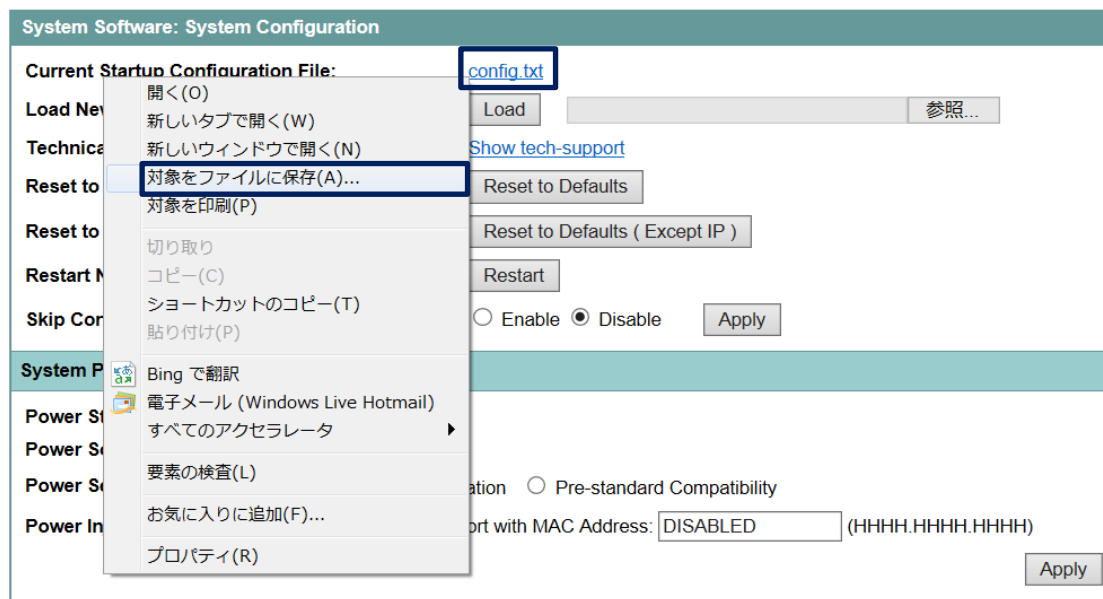 System Software: System Configuration
Current Startup Configuration File: config.txt
Load New Load 参照...
Technica Show tech-support
Reset to Reset to Defaults
Reset to Reset to Defaults ( Except IP )
Restart N Restart
Skip Con Enable Disable Apply
開く(O)
新しいタブで開く(W)
新しいウィンドウで開く(N)
対象をファイルに保存(A)...
対象を印刷(P)
切り取り
コピー(C)
ショートカットのコピー(T)
貼り付け(P)
Bing で翻訳
電子メール (Windows Live Hotmail)
すべてのアクセラレータ
要素の検査(L)
お気に入りに追加(F)...
プロパティ(R)
System P
Power St
Power So
Power Se ation Pre-standard Compatibility
Power In ort with MAC Address: DISABLED (HHHH.HHHH.HHHH)
Apply